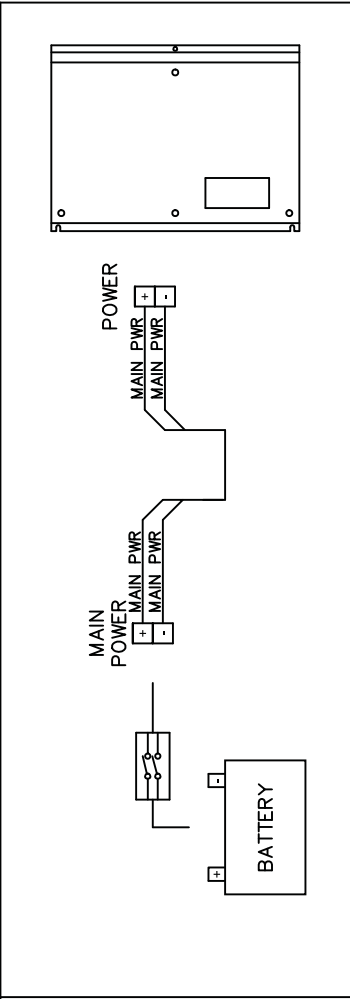 POWER
+
-
MAIN PWR
MAIN PWR
MAIN PWR
MAIN PWR
MAIN
POWER
+
-
-
+
BATTERY